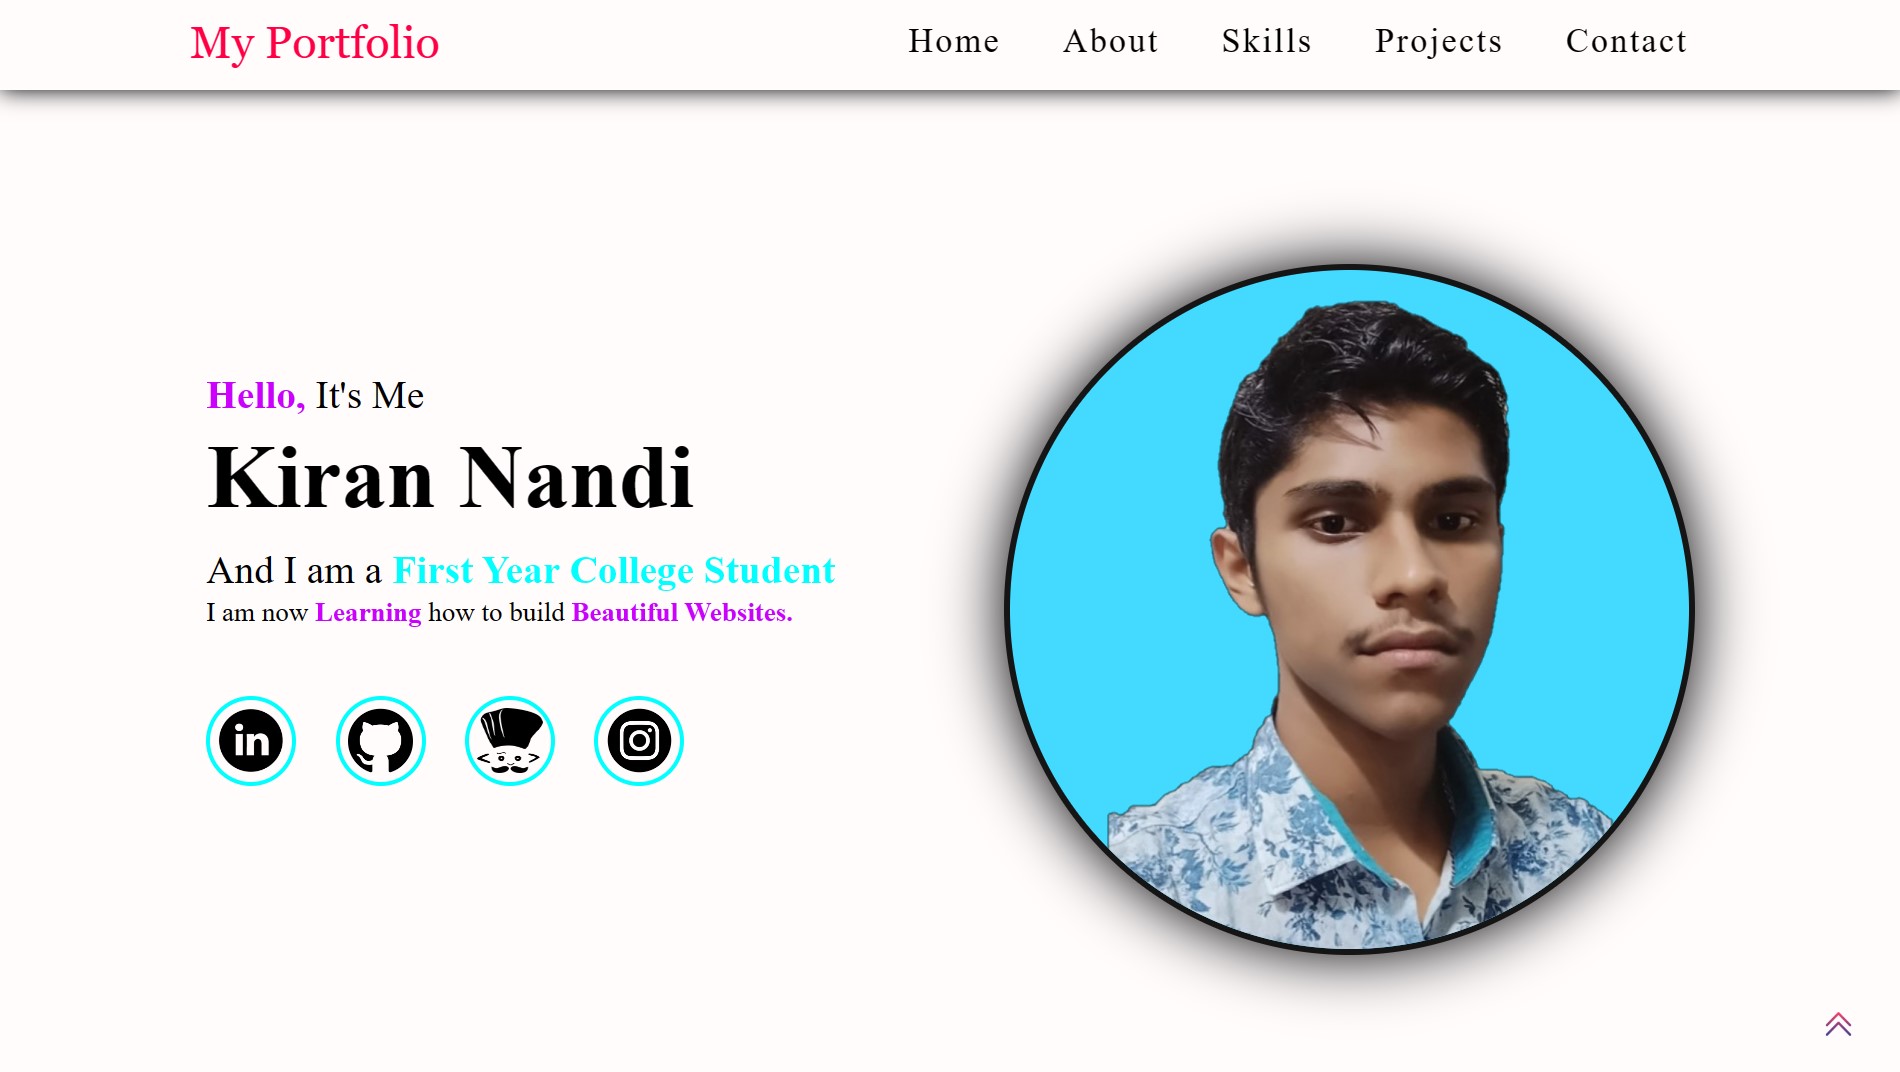 My Portfolio
Home About Skills Projects Contact
Hello, It's Me
Kiran Nandi
And I am a First Year College Student
I am now Learning how to build Beautiful Websites.
in